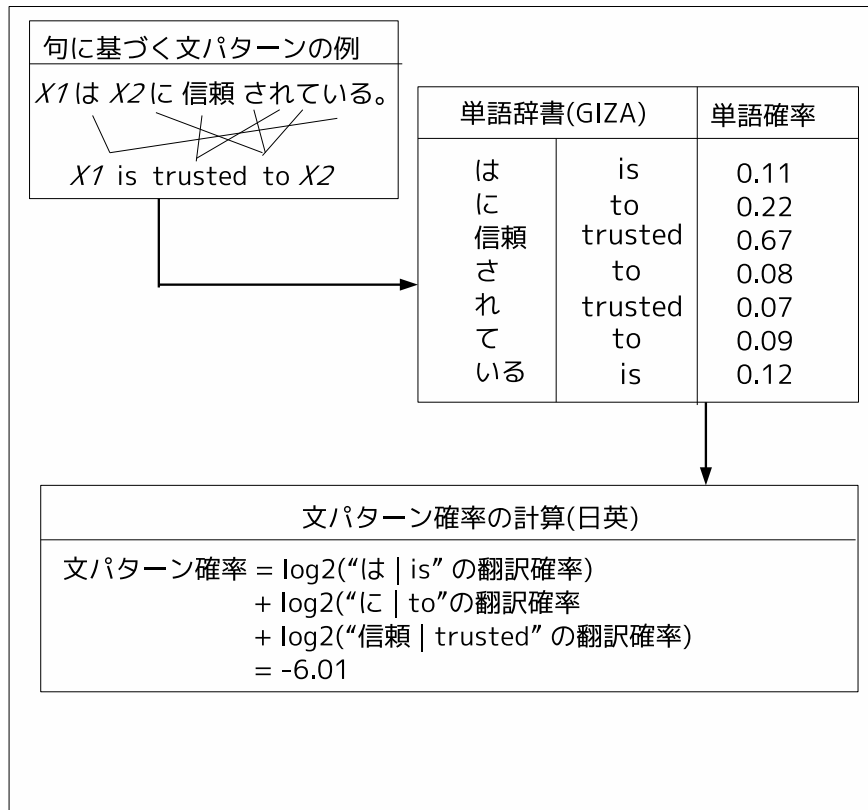 句に基づく文パターンの例
X1は X2に 信頼 されている。
X1 is trusted to X2
単語辞書(GIZA) 単語確率
は is 0.11
に to 0.22
信頼 trusted 0.67
さ to 0.08
れ trusted 0.07
て to 0.09
いる is 0.12
文パターン確率の計算(日英)
文パターン確率 = log2(“は | is” の翻訳確率)
+ log2(“に | to”の翻訳確率
+ log2(“信頼 | trusted” の翻訳確率)
= -6.01